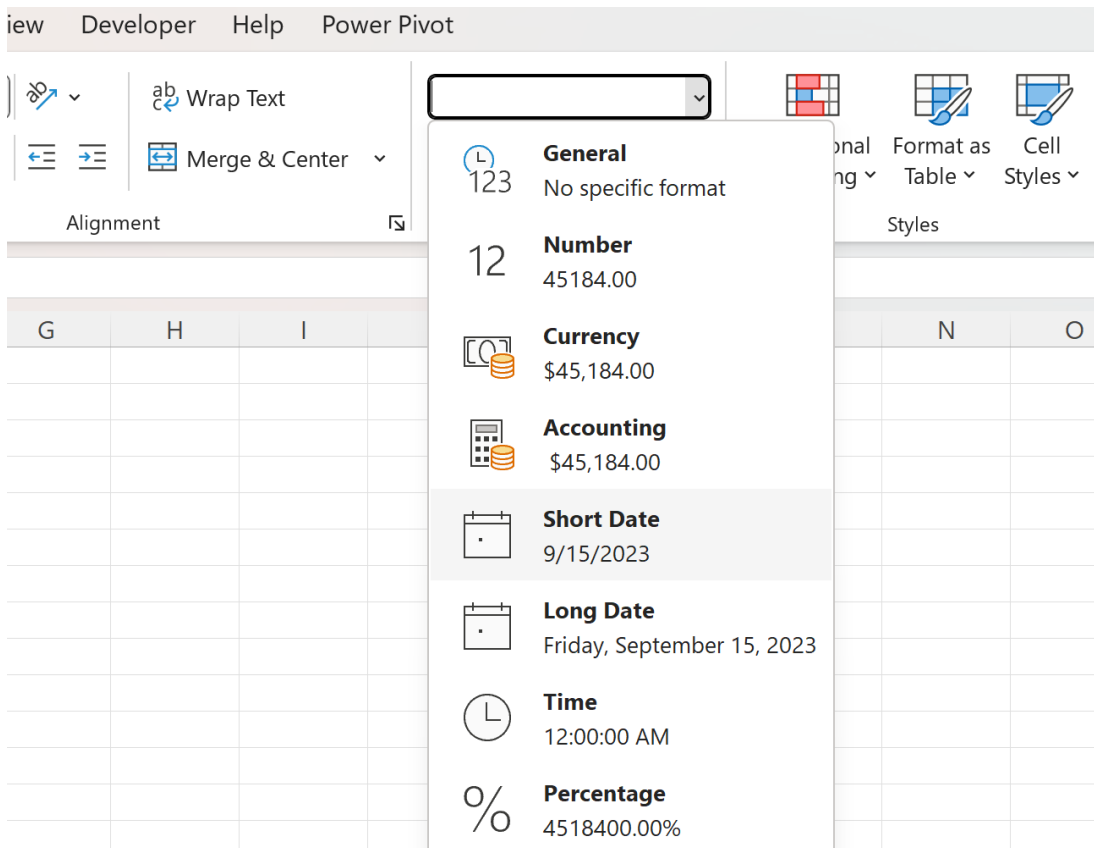 iew Developer Help Power Pivot
ab
ab
c Wrap Text
Merge & Center
onal
ng
Format as
Table
Cell
Styles
Alignment
Styles
G H I N O
123
General
No specific format
12
Number
45184.00
Currency
$45,184.00
Accounting
$45,184.00
Short Date
9/15/2023
Long Date
Friday, September 15, 2023
Time
12:00:00 AM
%
Percentage
4518400.00%